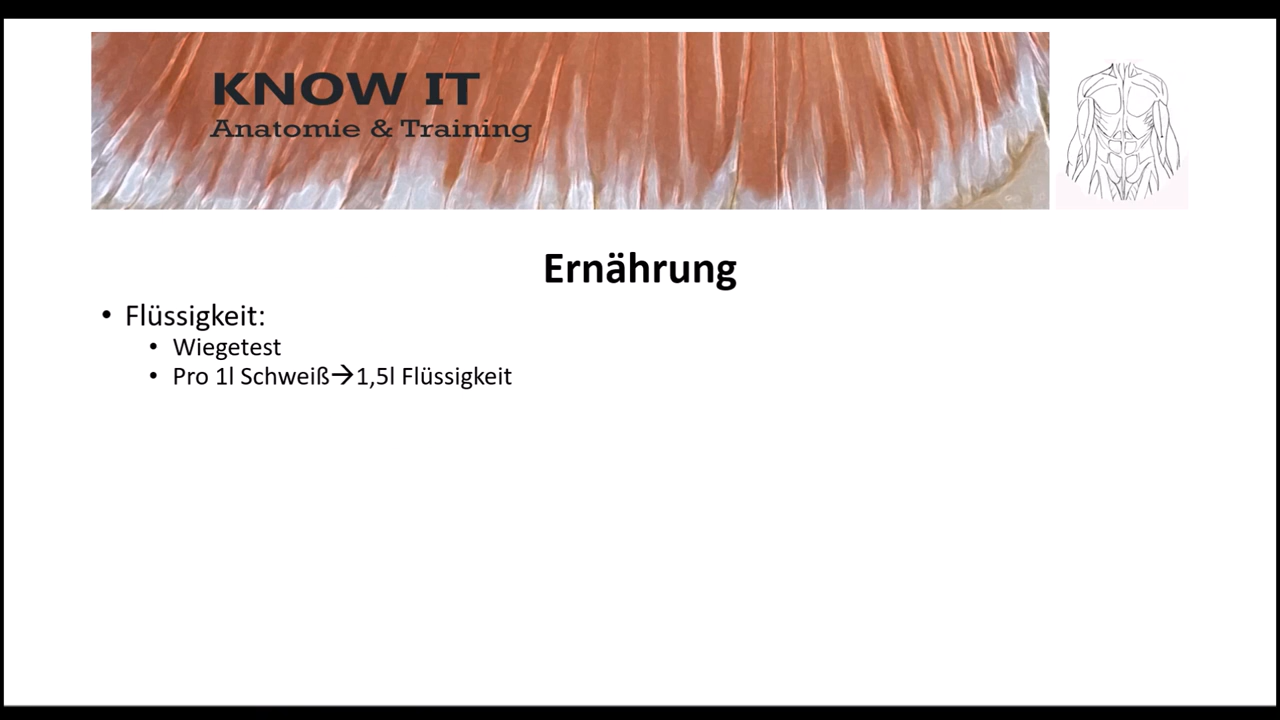 KNOW IT
Anatomie & Training
Ernährung
• Flüssigkeit:
• Wiegetest
• Pro 1l Schweiß→1,5l Flüssigkeit